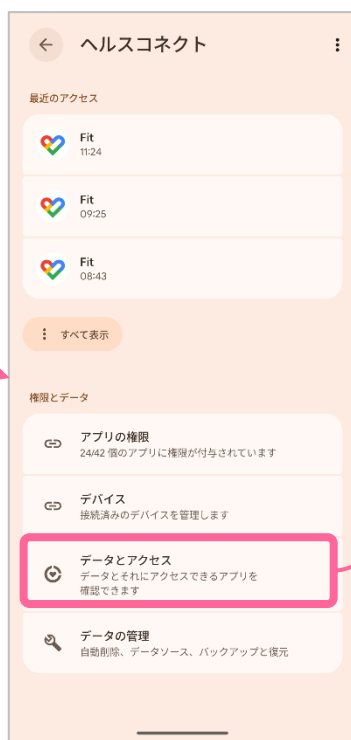 ヘルスコネクト
最近のアクセス
Fit
11:24
Fit
09:25
Fit
08:43
すべて表示
権限とデータ
アプリの権限
24/42 個のアプリに権限が付与されています
デバイス
接続済みのデバイスを管理します
データとアクセス
データとそれにアクセスできるアプリを
確認できます
データの管理
自動削除、データソース、バックアップと復元